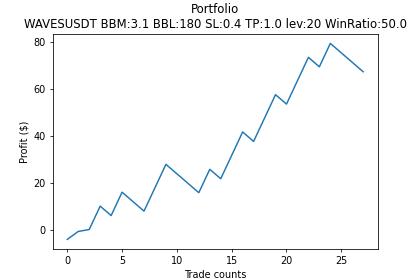 Portfolio
WAVESUSDT BBM:3.1 BBL:180 SL:0.4 TP:1.0 lev:20 WinRatio:50.0
80
60
40
20
0
Profit ($)
0 5 10 15 20 25
Trade counts